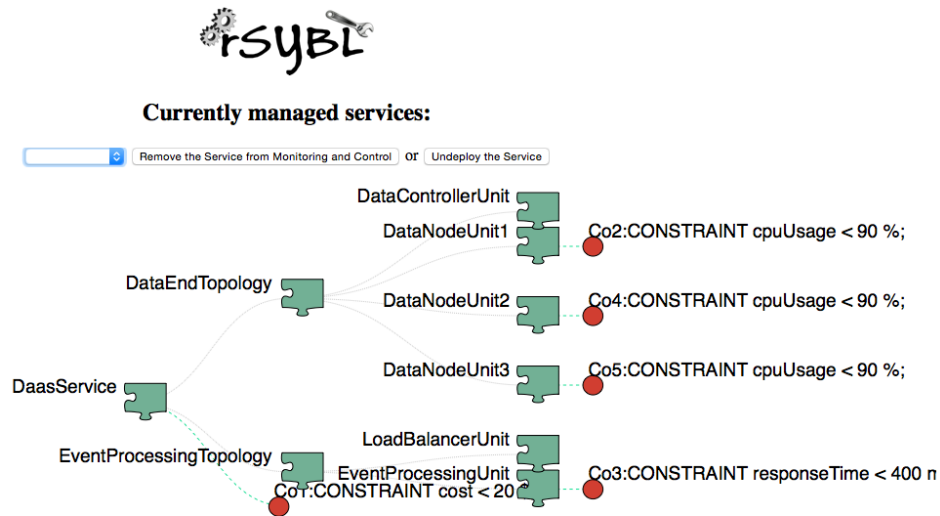 rSYBL
Currently managed services:
Remove the Service from Monitoring and Control or Undeploy the Service
DataControllerUnit
DataNodeUnit1
Co2:CONSTRAINT cpuUsage < 90 %;
DataEndTopology
DataNodeUnit2
Co4:CONSTRAINT cpuUsage < 90 %;
DataNodeUnit3
Co5:CONSTRAINT cpuUsage < 90 %;
DaasService
LoadBalancerUnit
EventProcessingTopology
EventProcessingUnit
Co3:CONSTRAINT responseTime < 400 m
Co1:CONSTRAINT cost < 20